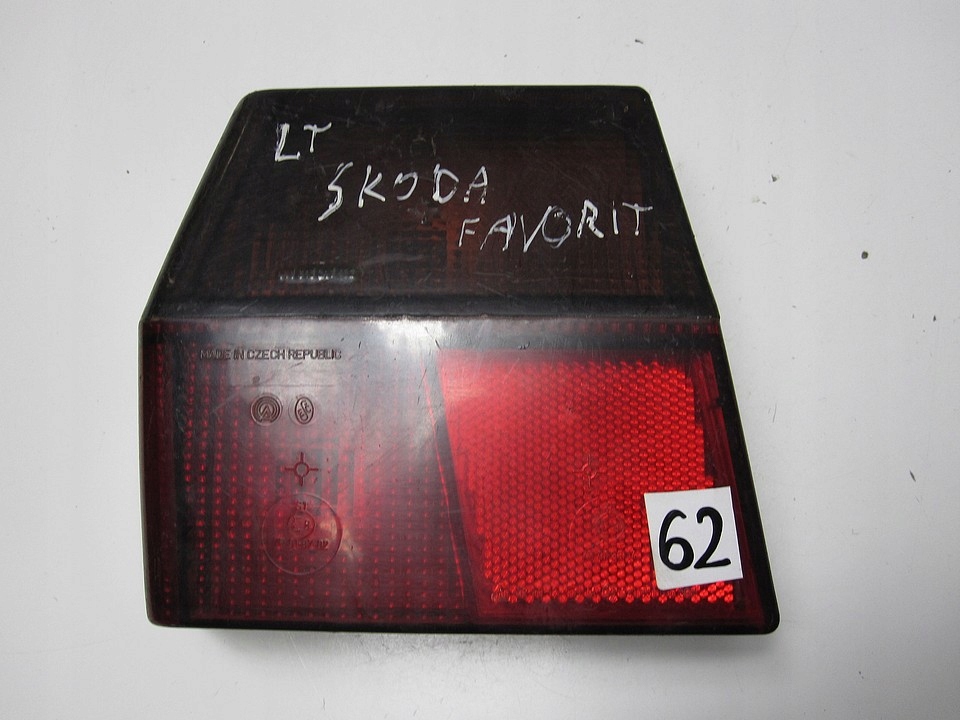 LT
ŠKODA
FAVORIT
MADE IN CZECH REPUBLIC
62